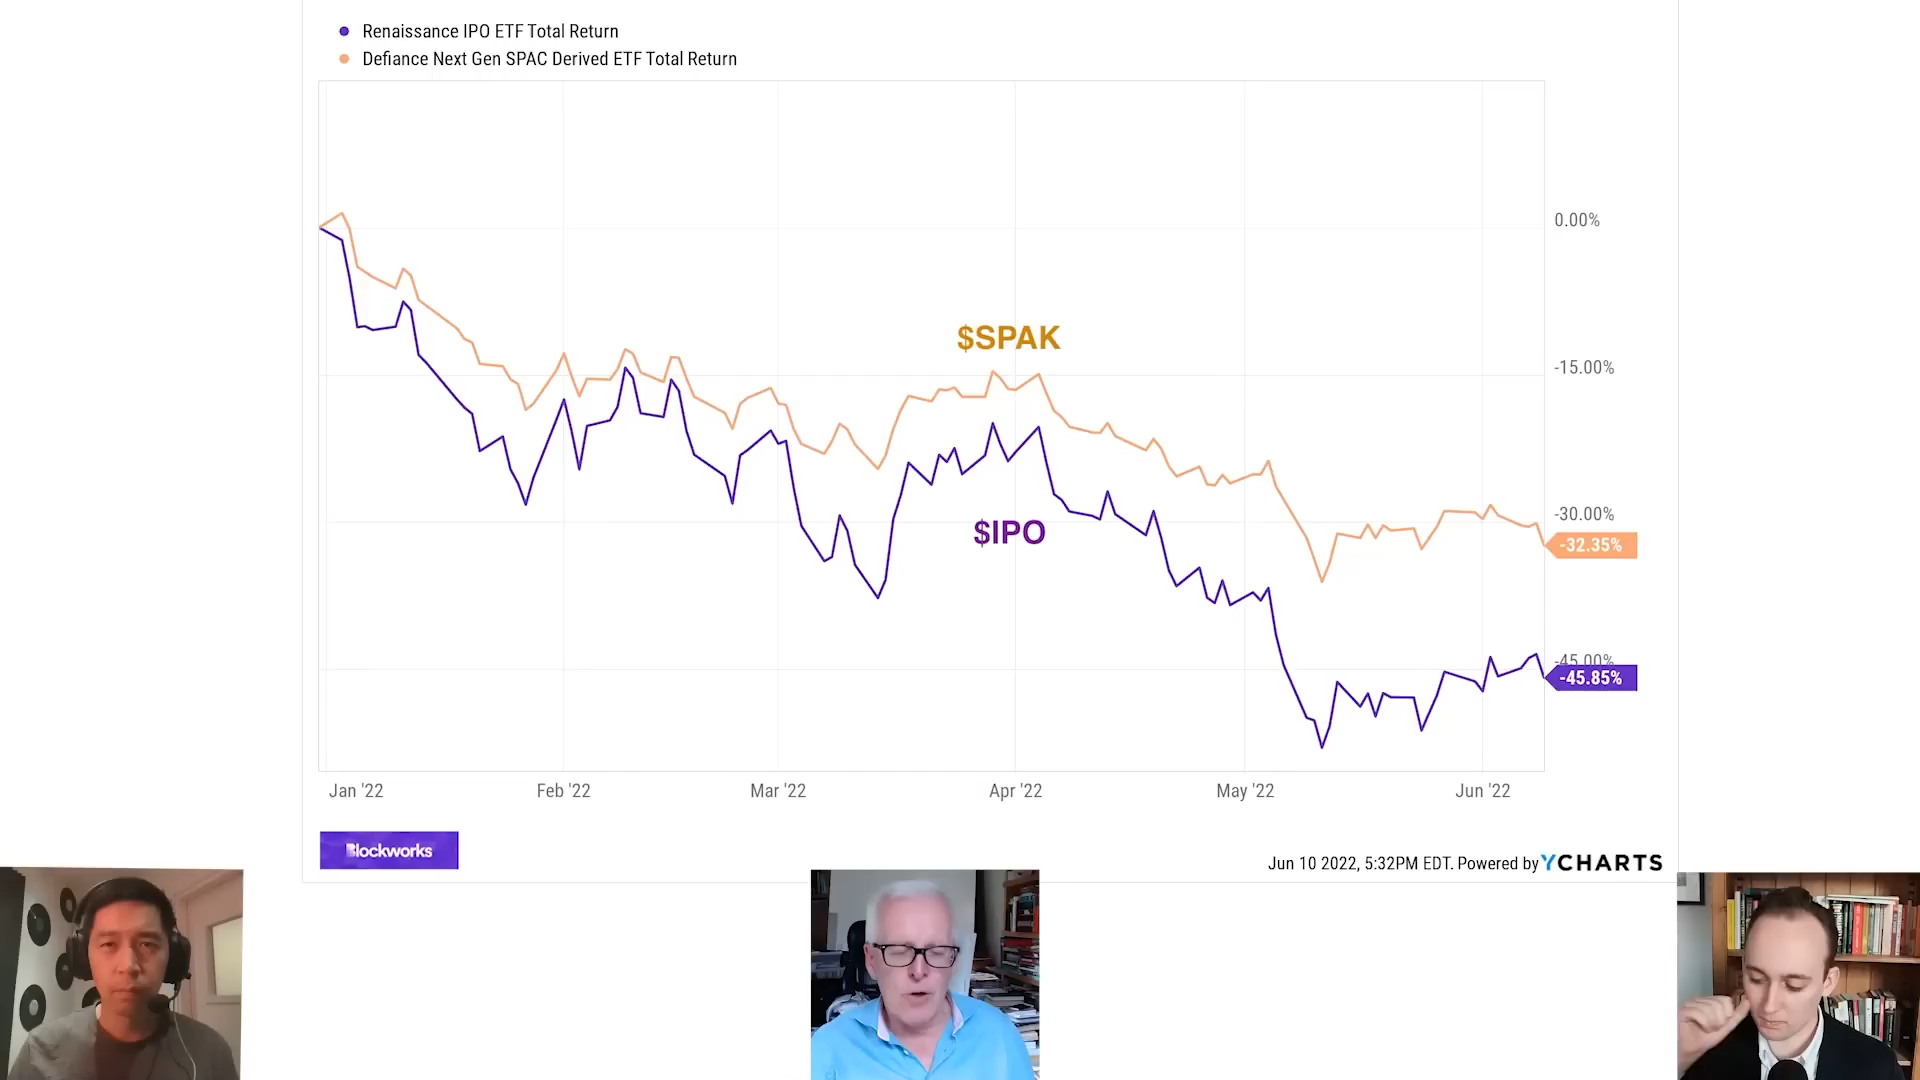 Renaissance IPO ETF Total Return
Defiance Next Gen SPAC Derived ETF Total Return
0.00%
$SPAK
-15.00%
-30.00%
$IPO
-32.35%
-45.00%
-45.85%
Jan '22 Feb '22 Mar '22 Apr '22 May '22 Jun '22
Blockworks
Jun 10 2022, 5:32PM EDT. Powered by YCHARTS